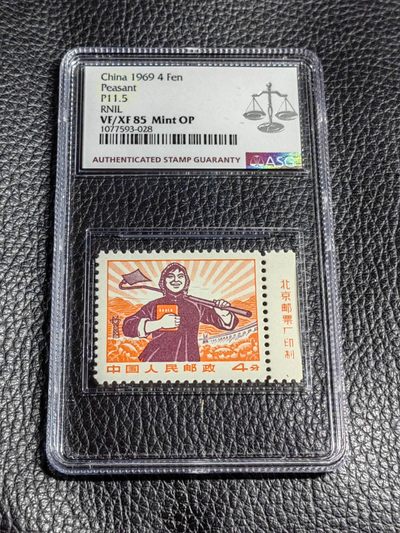 China 1969 4 Fen
Peasant
P11.5
RNIL
VF/XF 85 Mint OP
1077593-028
AUTHENTICATED STAMP GUARANTY
ASG
中国人民邮政 4分
北京邮票厂印制